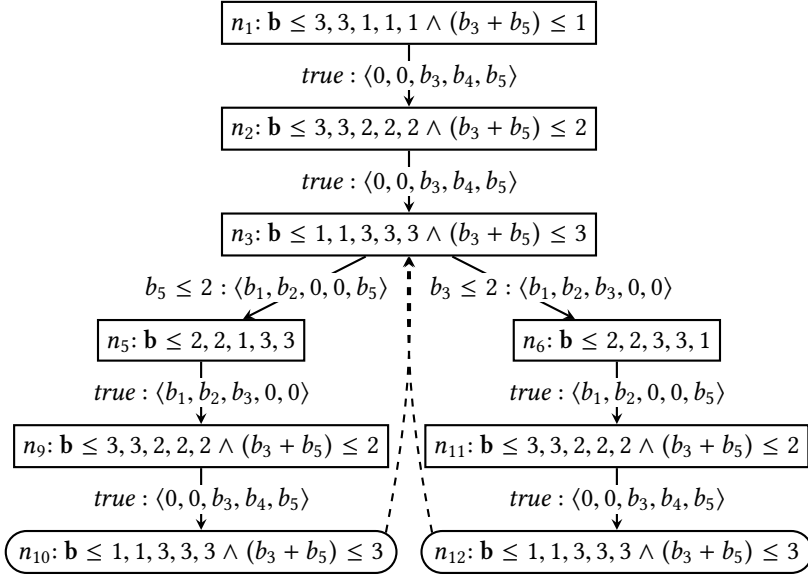 n₁: b ≤ 3, 3, 1, 1, 1 ∧ (b₃ + b₅) ≤ 1
true : ⟨0, 0, b₃, b₄, b₅⟩
n₂: b ≤ 3, 3, 2, 2, 2 ∧ (b₃ + b₅) ≤ 2
true : ⟨0, 0, b₃, b₄, b₅⟩
n₃: b ≤ 1, 1, 3, 3, 3 ∧ (b₃ + b₅) ≤ 3
b₅ ≤ 2 : ⟨b₁, b₂, 0, 0, b₅⟩
b₃ ≤ 2 : ⟨b₁, b₂, b₃, 0, 0⟩
n₅: b ≤ 2, 2, 1, 3, 3
n₆: b ≤ 2, 2, 3, 3, 1
true : ⟨b₁, b₂, b₃, 0, 0⟩
true : ⟨b₁, b₂, 0, 0, b₅⟩
n₉: b ≤ 3, 3, 2, 2, 2 ∧ (b₃ + b₅) ≤ 2
n₁₁: b ≤ 3, 3, 2, 2, 2 ∧ (b₃ + b₅) ≤ 2
true : ⟨0, 0, b₃, b₄, b₅⟩
true : ⟨0, 0, b₃, b₄, b₅⟩
n₁₀: b ≤ 1, 1, 3, 3, 3 ∧ (b₃ + b₅) ≤ 3
n₁₂: b ≤ 1, 1, 3, 3, 3 ∧ (b₃ + b₅) ≤ 3